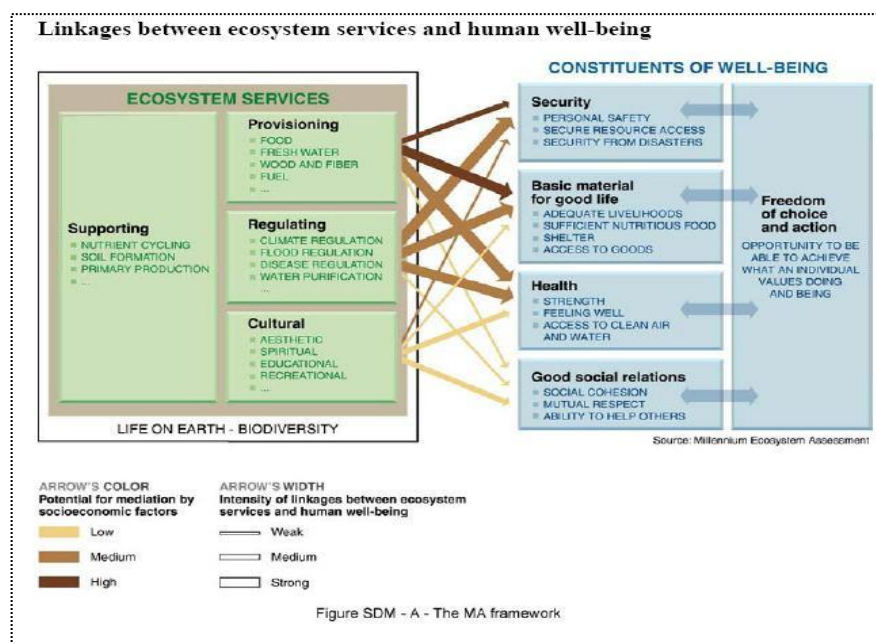 Linkages between ecosystem services and human well-being
ECOSYSTEM SERVICES
Supporting
NUTRIENT CYCLING
SOIL FORMATION
PRIMARY PRODUCTION
...
Provisioning
FOOD
FRESH WATER
WOOD AND FIBER
FUEL
...
Regulating
CLIMATE REGULATION
FLOOD REGULATION
DISEASE REGULATION
WATER PURIFICATION
...
Cultural
AESTHETIC
SPIRITUAL
EDUCATIONAL
RECREATIONAL
...
LIFE ON EARTH - BIODIVERSITY
CONSTITUENTS OF WELL-BEING
Security
PERSONAL SAFETY
SECURE RESOURCE ACCESS
SECURITY FROM DISASTERS
Basic material
for good life
ADEQUATE LIVELIHOODS
SUFFICIENT NUTRITIOUS FOOD
SHELTER
ACCESS TO GOODS
Health
STRENGTH
FEELING WELL
ACCESS TO CLEAN AIR
AND WATER
Good social relations
SOCIAL COHESION
MUTUAL RESPECT
ABILITY TO HELP OTHERS
Freedom
of choice
and action
OPPORTUNITY TO BE
ABLE TO ACHIEVE
WHAT AN INDIVIDUAL
VALUES DOING
AND BEING
Source: Millennium Ecosystem Assessment
ARROW'S COLOR
Potential for mediation by
socioeconomic factors
Low
Medium
High
ARROW'S WIDTH
Intensity of linkages between ecosystem
services and human well-being
Weak
Medium
Strong
Figure SDM - A - The MA framework